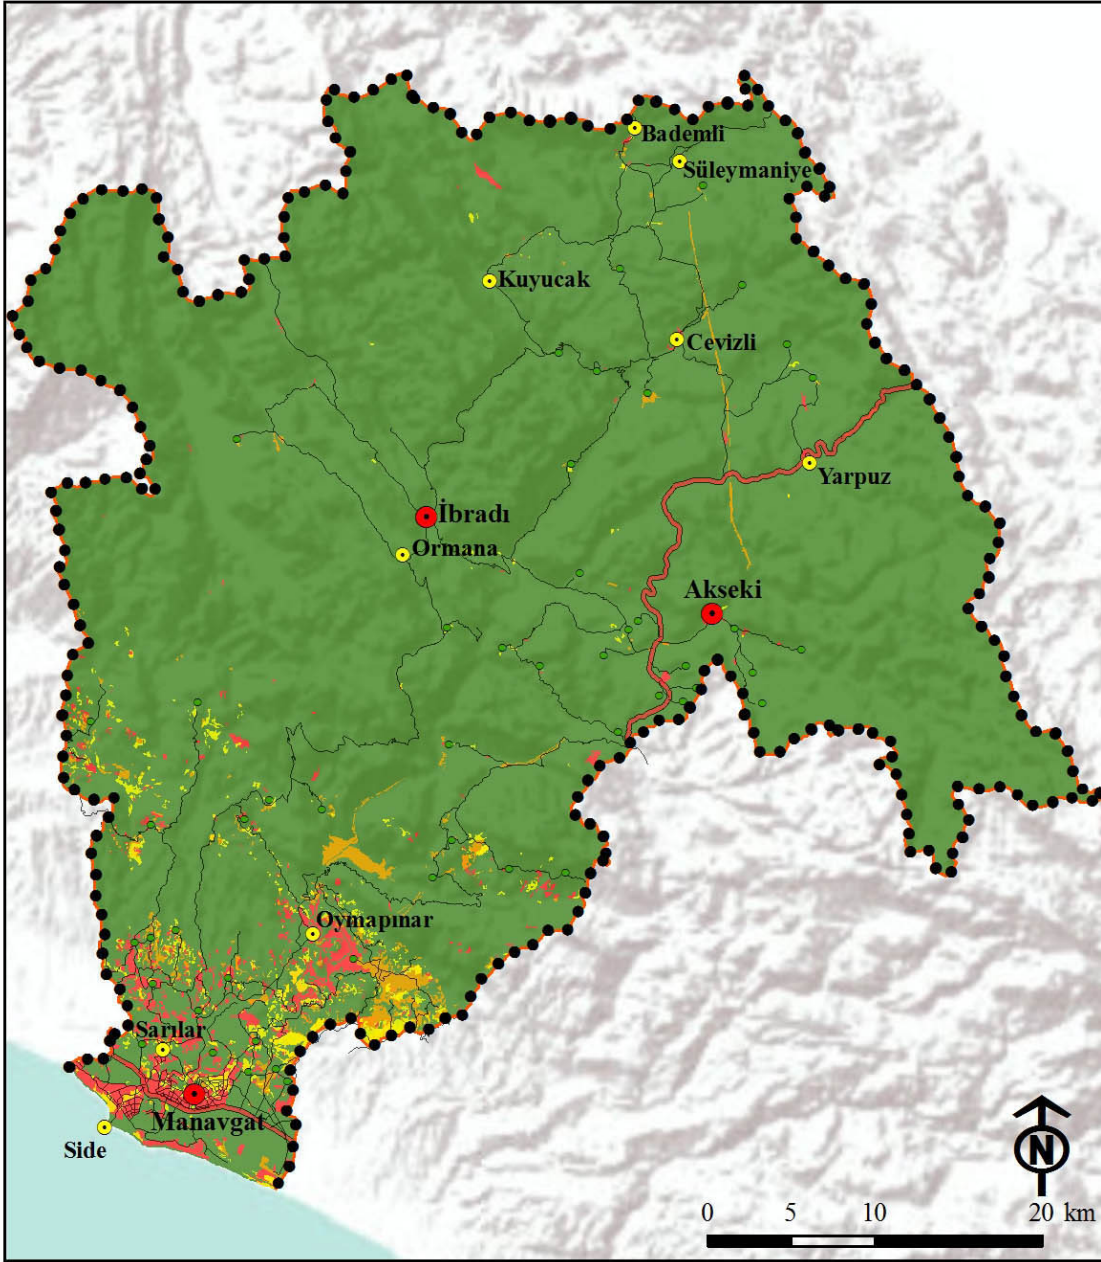 Bademli
Süleymaniye
Kuyucak
Cevizli
Yarpuz
İbradı
Ormana
Akseki
Oymapınar
Sarılar
Manavgat
Side
N
0 5 10 20 km